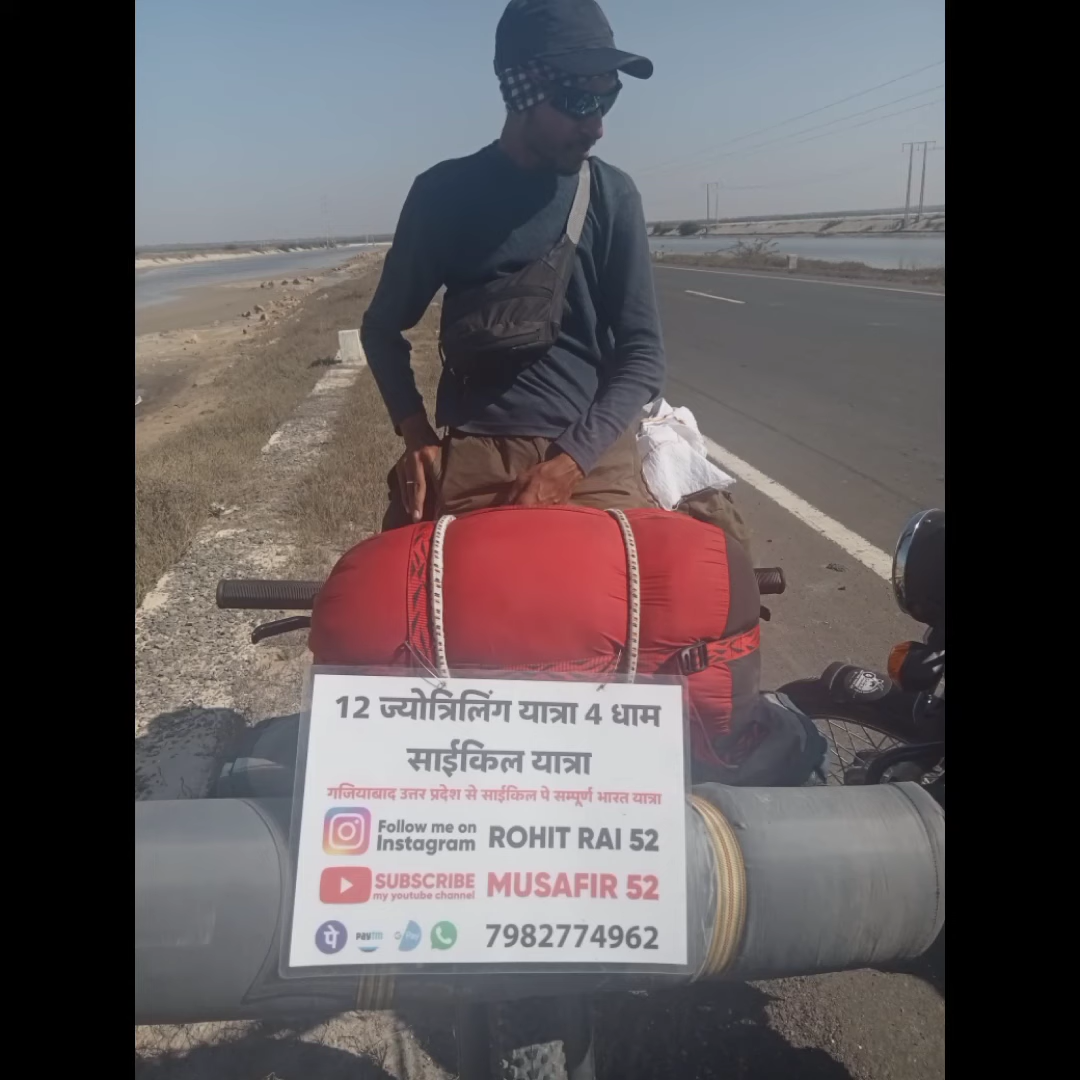 12 ज्योत्रिलिंग यात्रा 4 धाम
साईकिल यात्रा
गजियाबाद उत्तर प्रदेश से साईकिल पे सम्पूर्ण भारत यात्रा
Follow me on
Instagram
ROHIT RAI 52
SUBSCRIBE
my youtube channel
MUSAFIR 52
पे
paytm
7982774962